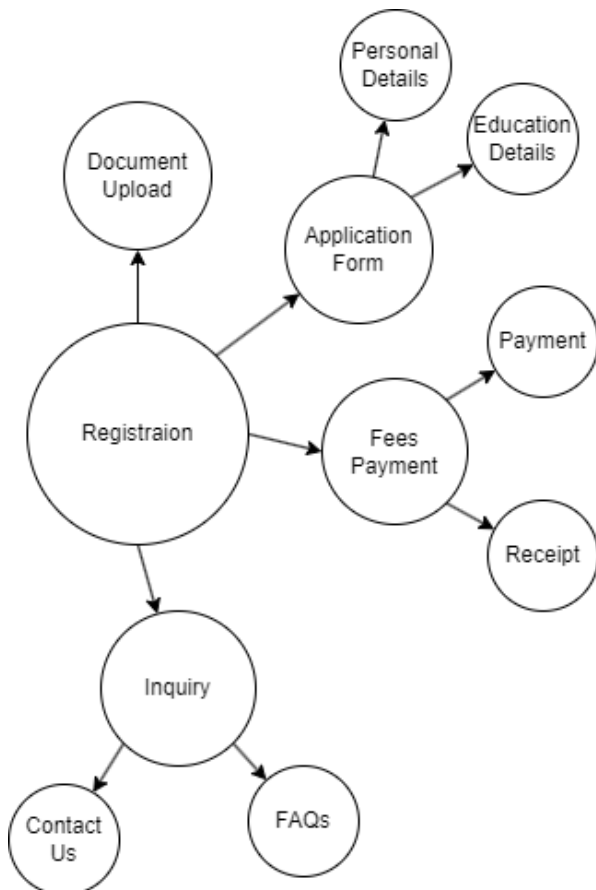 Personal
Details
Education
Details
Document
Upload
Application
Form
Payment
Registraion
Fees
Payment
Receipt
Inquiry
Contact
Us
FAQs